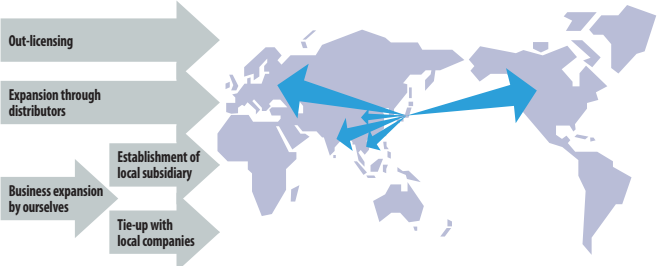 Out-licensing
Expansion through
distributors
Establishment of
local subsidiary
Business expansion
by ourselves
Tie-up with
local companies